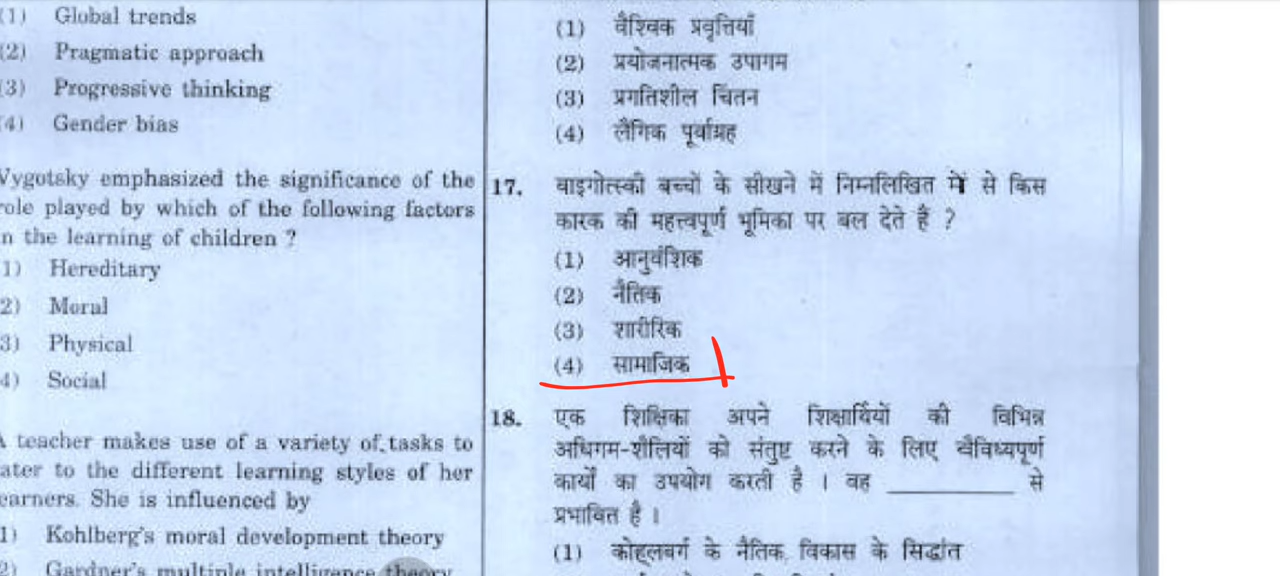 (1) Global trends
(2) Pragmatic approach
(3) Progressive thinking
(4) Gender bias
Vygotsky emphasized the significance of the
role played by which of the following factors
in the learning of children ?
1) Hereditary
2) Moral
3) Physical
4) Social
A teacher makes use of a variety of tasks to
cater to the different learning styles of her
learners. She is influenced by
1) Kohlberg's moral development theory
2) Gardner's multiple intelligence theory
(1) वैश्विक प्रवृत्तियाँ
(2) प्रयोजनात्मक उपागम
(3) प्रगतिशील चिंतन
(4) लैंगिक पूर्वाग्रह
17. वाइगोत्स्की बच्चों के सीखने में निम्नलिखित में से किस
कारक की महत्त्वपूर्ण भूमिका पर बल देते हैं ?
(1) आनुवंशिक
(2) नैतिक
(3) शारीरिक
(4) सामाजिक
18. एक शिक्षिका अपने शिक्षार्थियों की विभिन्न
अधिगम-शैलियों को संतुष्ट करने के लिए वैविध्यपूर्ण
कार्यों का उपयोग करती है । वह __________ से
प्रभावित है ।
(1) कोहलबर्ग के नैतिक विकास के सिद्धांत